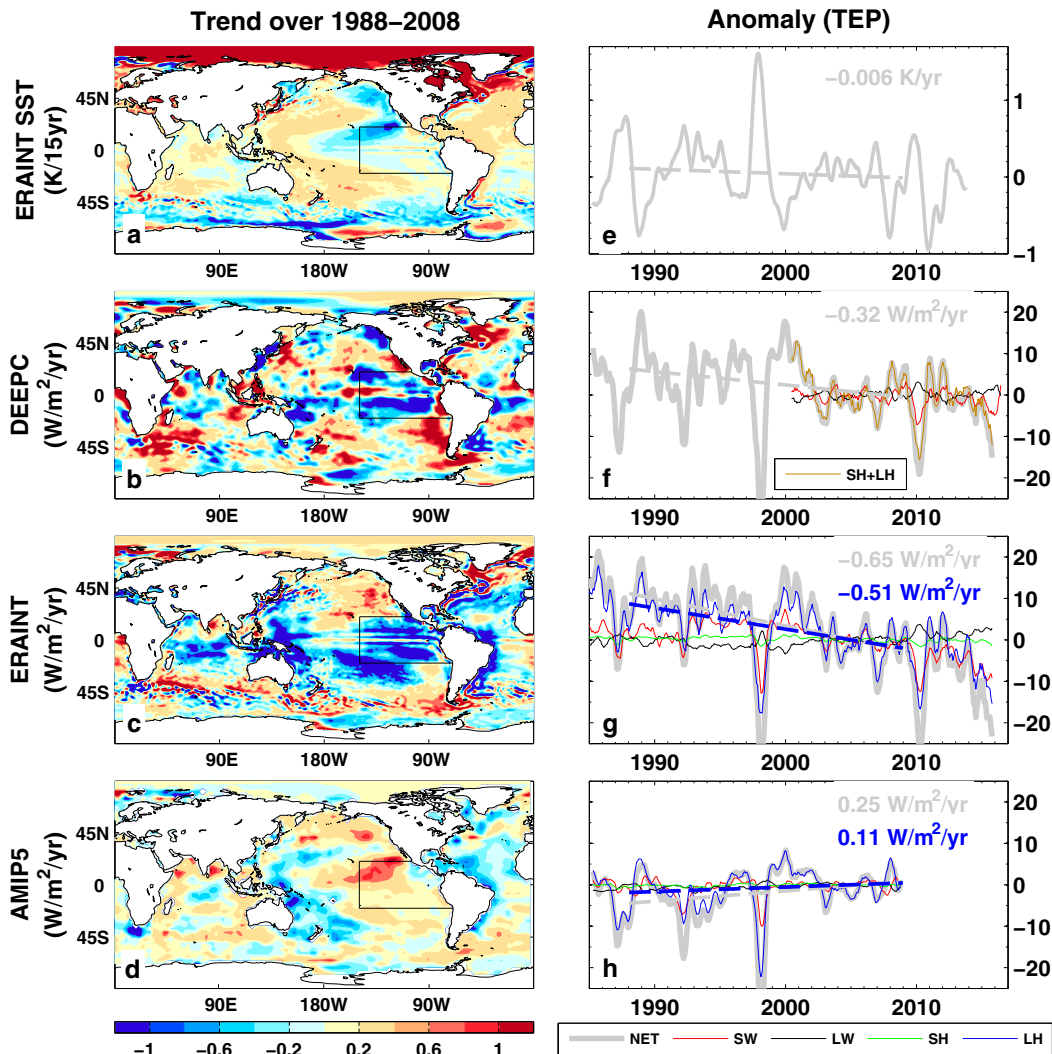 Trend over 1988−2008
Anomaly (TEP)
ERAINT SST
(K/15yr)
45N
0
45S
a
90E 180W 90W
−0.006 K/yr
1
0
−1
e
1990 2000 2010
DEEPC
(W/m²/yr)
45N
0
45S
b
90E 180W 90W
−0.32 W/m²/yr
20
10
0
−10
−20
SH+LH
f
1990 2000 2010
ERAINT
(W/m²/yr)
45N
0
45S
c
90E 180W 90W
−0.65 W/m²/yr
−0.51 W/m²/yr
20
10
0
−10
−20
g
1990 2000 2010
AMIP5
(W/m²/yr)
45N
0
45S
d
90E 180W 90W
0.25 W/m²/yr
0.11 W/m²/yr
20
10
0
−10
−20
h
1990 2000 2010
−1 −0.6 −0.2 0.2 0.6 1
NET SW LW SH LH